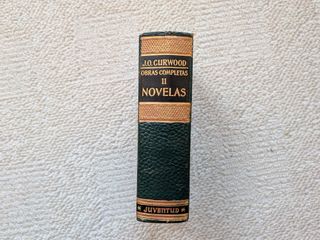 J.O. CURWOOD
OBRAS COMPLETAS
II
NOVELAS
JUVENTUD